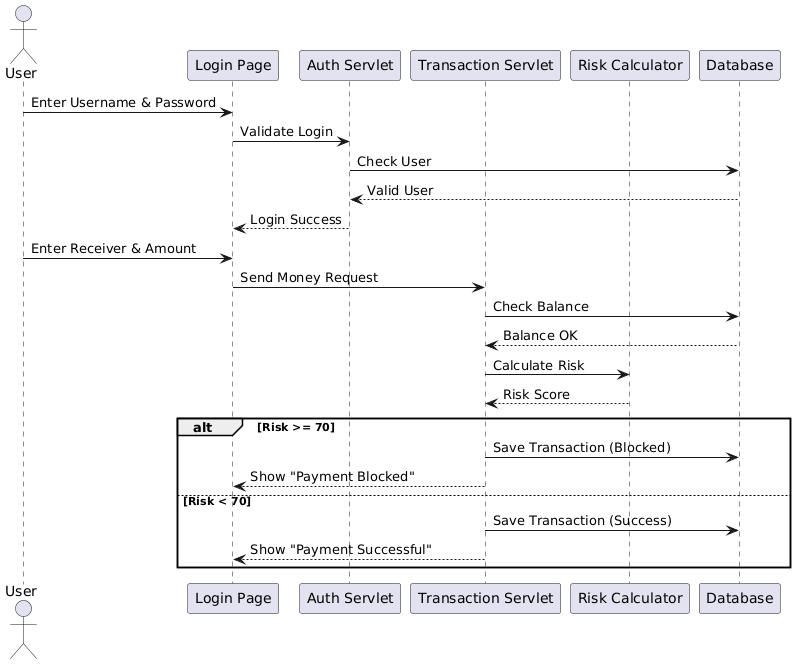 User
Login Page
Auth Servlet
Transaction Servlet
Risk Calculator
Database
Enter Username & Password
Validate Login
Check User
Valid User
Login Success
Enter Receiver & Amount
Send Money Request
Check Balance
Balance OK
Calculate Risk
Risk Score
alt
[Risk >= 70]
Save Transaction (Blocked)
Show "Payment Blocked"
[Risk < 70]
Save Transaction (Success)
Show "Payment Successful"
User
Login Page
Auth Servlet
Transaction Servlet
Risk Calculator
Database